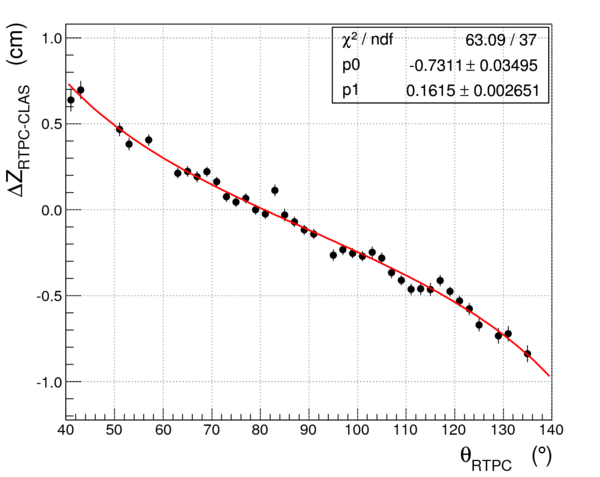 ΔZRTPC-CLAS (cm)
χ² / ndf 63.09 / 37
p0 -0.7311 ± 0.03495
p1 0.1615 ± 0.002651
1.0
0.5
0.0
-0.5
-1.0
40 50 60 70 80 90 100 110 120 130 140
θRTPC (°)